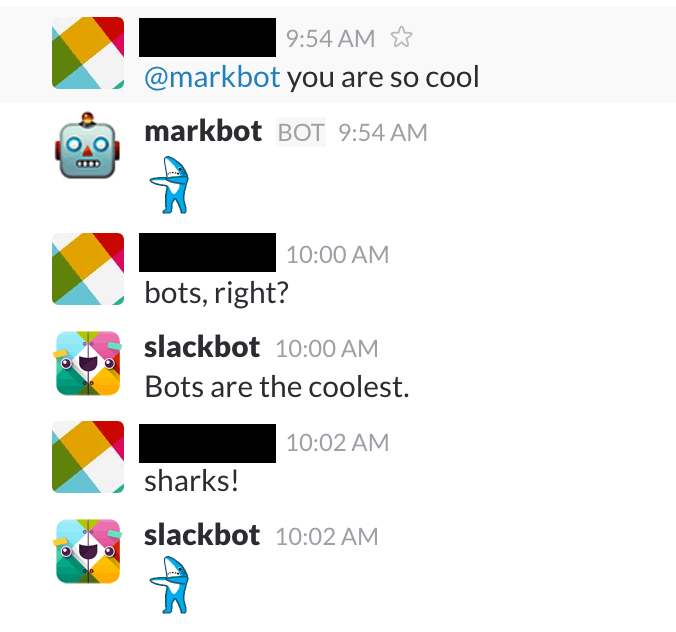 9:54 AM
@markbot you are so cool
markbot BOT 9:54 AM
10:00 AM
bots, right?
slackbot 10:00 AM
Bots are the coolest.
10:02 AM
sharks!
slackbot 10:02 AM